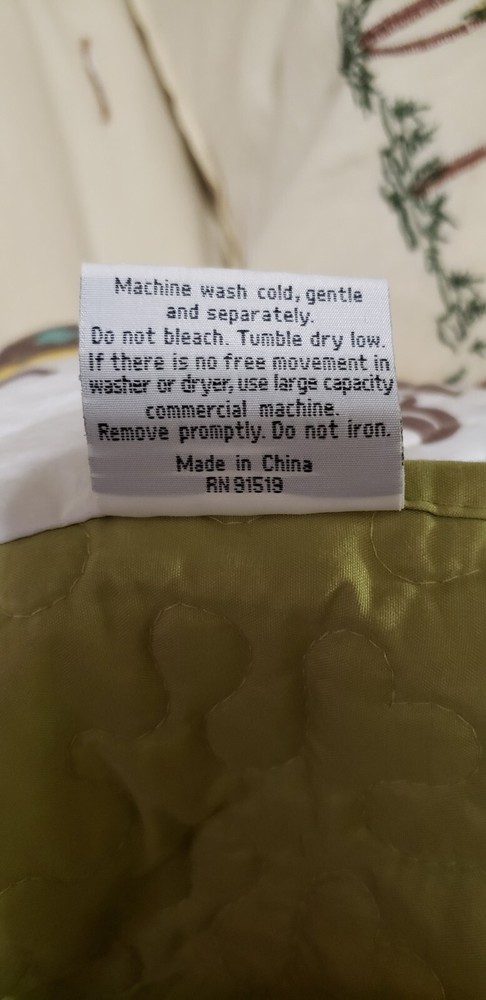 Machine wash cold, gentle
and separately.
Do not bleach. Tumble dry low.
If there is no free movement in
washer or dryer, use large capacity
commercial machine.
Remove promptly. Do not iron.
Made in China
RN 91519